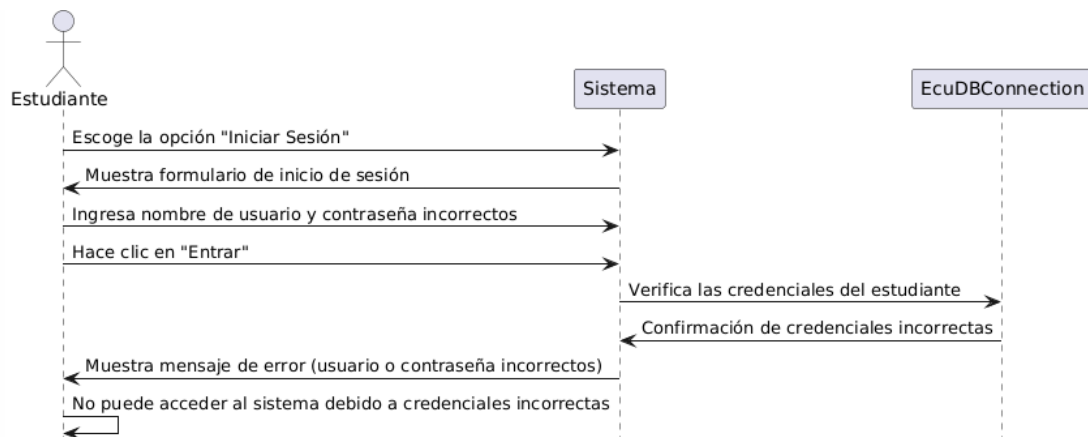 Estudiante
Sistema
EcuDBConnection
Escoge la opción "Iniciar Sesión"
Muestra formulario de inicio de sesión
Ingresa nombre de usuario y contraseña incorrectos
Hace clic en "Entrar"
Verifica las credenciales del estudiante
Confirmación de credenciales incorrectas
Muestra mensaje de error (usuario o contraseña incorrectos)
No puede acceder al sistema debido a credenciales incorrectas